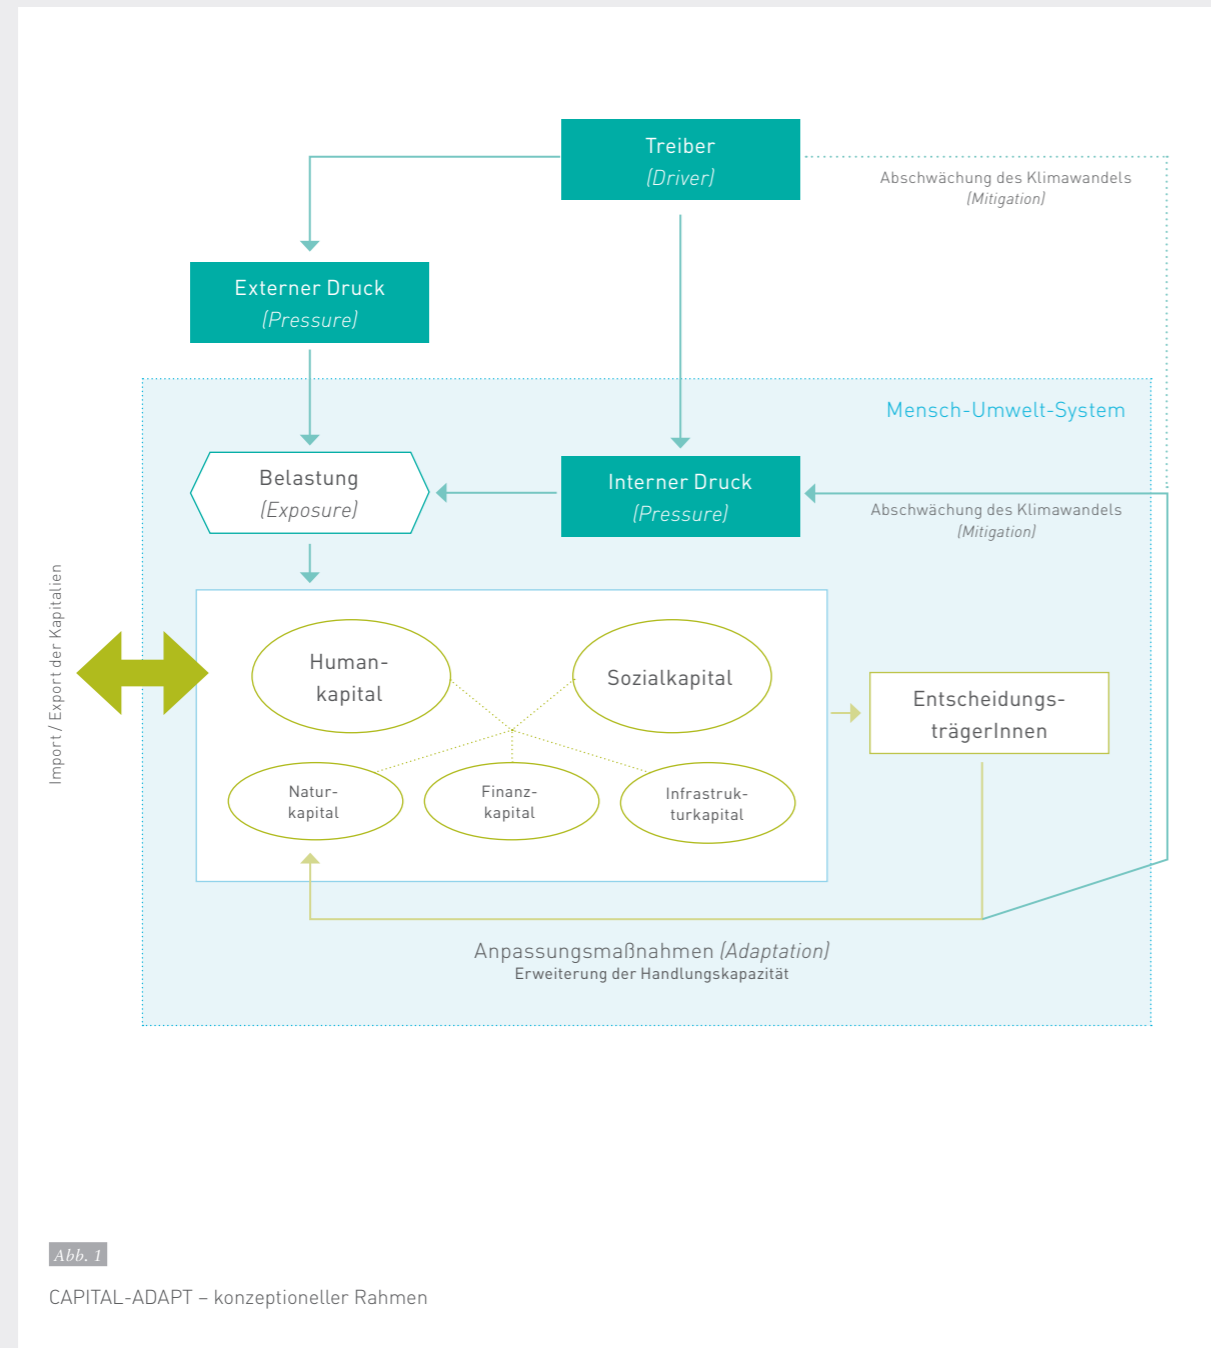 Treiber
(Driver)
Abschwächung des Klimawandels
(Mitigation)
Externer Druck
(Pressure)
Mensch-Umwelt-System
Belastung
(Exposure)
Interner Druck
(Pressure)
Abschwächung des Klimawandels
(Mitigation)
Import / Export der Kapitalien
Human-
kapital
Sozialkapital
Entscheidungs-
trägerInnen
Natur-
kapital
Finanz-
kapital
Infrastruk-
turkapital
Anpassungsmaßnahmen (Adaptation)
Erweiterung der Handlungskapazität
Abb. 1
CAPITAL-ADAPT – konzeptioneller Rahmen